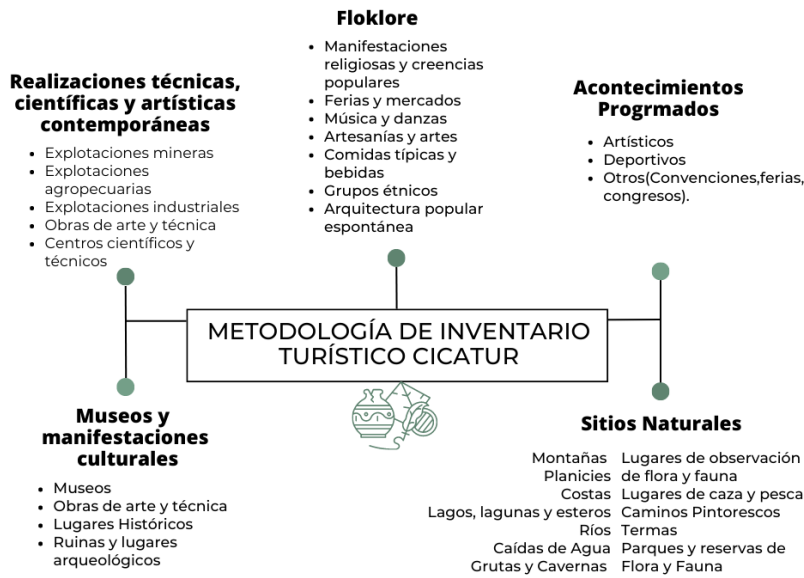 Floklore
• Manifestaciones
religiosas y creencias
populares
• Ferias y mercados
• Música y danzas
• Artesanías y artes
• Comidas típicas y
bebidas
• Grupos étnicos
• Arquitectura popular
espontánea
Realizaciones técnicas,
científicas y artísticas
contemporáneas
• Explotaciones mineras
• Explotaciones
agropecuarias
• Explotaciones industriales
• Obras de arte y técnica
• Centros científicos y
técnicos
Acontecimientos
Progrmados
• Artísticos
• Deportivos
• Otros(Convenciones,ferias,
congresos).
METODOLOGÍA DE INVENTARIO
TURÍSTICO CICATUR
Museos y
manifestaciones
culturales
• Museos
• Obras de arte y técnica
• Lugares Históricos
• Ruinas y lugares
arqueológicos
Sitios Naturales
Montañas
Planicies
Costas
Lagos, lagunas y esteros
Ríos
Caídas de Agua
Grutas y Cavernas
Lugares de observación
de flora y fauna
Lugares de caza y pesca
Caminos Pintorescos
Termas
Parques y reservas de
Flora y Fauna